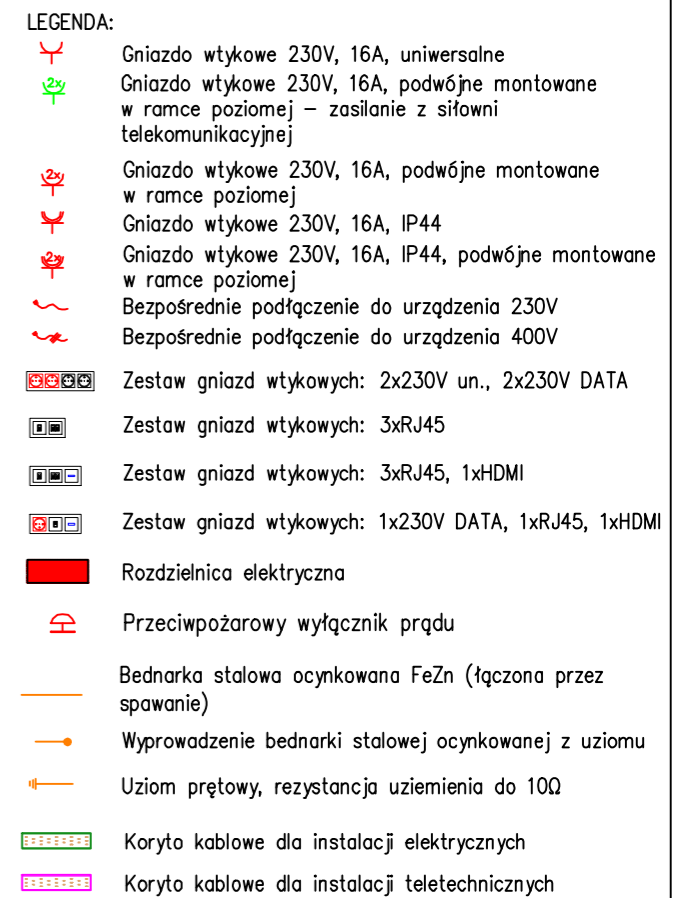 LEGENDA:
Gniazdo wtykowe 230V, 16A, uniwersalne
2x
Gniazdo wtykowe 230V, 16A, podwójne montowane
w ramce poziomej – zasilanie z siłowni
telekomunikacyjnej
2x
Gniazdo wtykowe 230V, 16A, podwójne montowane
w ramce poziomej
Gniazdo wtykowe 230V, 16A, IP44
2x
Gniazdo wtykowe 230V, 16A, IP44, podwójne montowane
w ramce poziomej
Bezpośrednie podłączenie do urządzenia 230V
Bezpośrednie podłączenie do urządzenia 400V
Zestaw gniazd wtykowych: 2x230V un., 2x230V DATA
Zestaw gniazd wtykowych: 3xRJ45
Zestaw gniazd wtykowych: 3xRJ45, 1xHDMI
Zestaw gniazd wtykowych: 1x230V DATA, 1xRJ45, 1xHDMI
Rozdzielnica elektryczna
Przeciwpożarowy wyłącznik prądu
Bednarka stalowa ocynkowana FeZn (łączona przez
spawanie)
Wyprowadzenie bednarki stalowej ocynkowanej z uziomu
Uziom prętowy, rezystancja uziemienia do 10Ω
Koryto kablowe dla instalacji elektrycznych
Koryto kablowe dla instalacji teletechnicznych